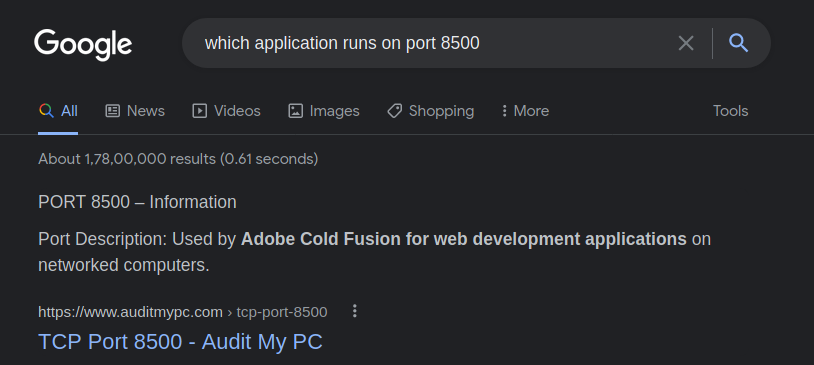 Google which application runs on port 8500
All News Videos Images Shopping More Tools
About 1,78,00,000 results (0.61 seconds)
PORT 8500 – Information
Port Description: Used by Adobe Cold Fusion for web development applications on
networked computers.
https://www.auditmypc.com › tcp-port-8500
TCP Port 8500 - Audit My PC